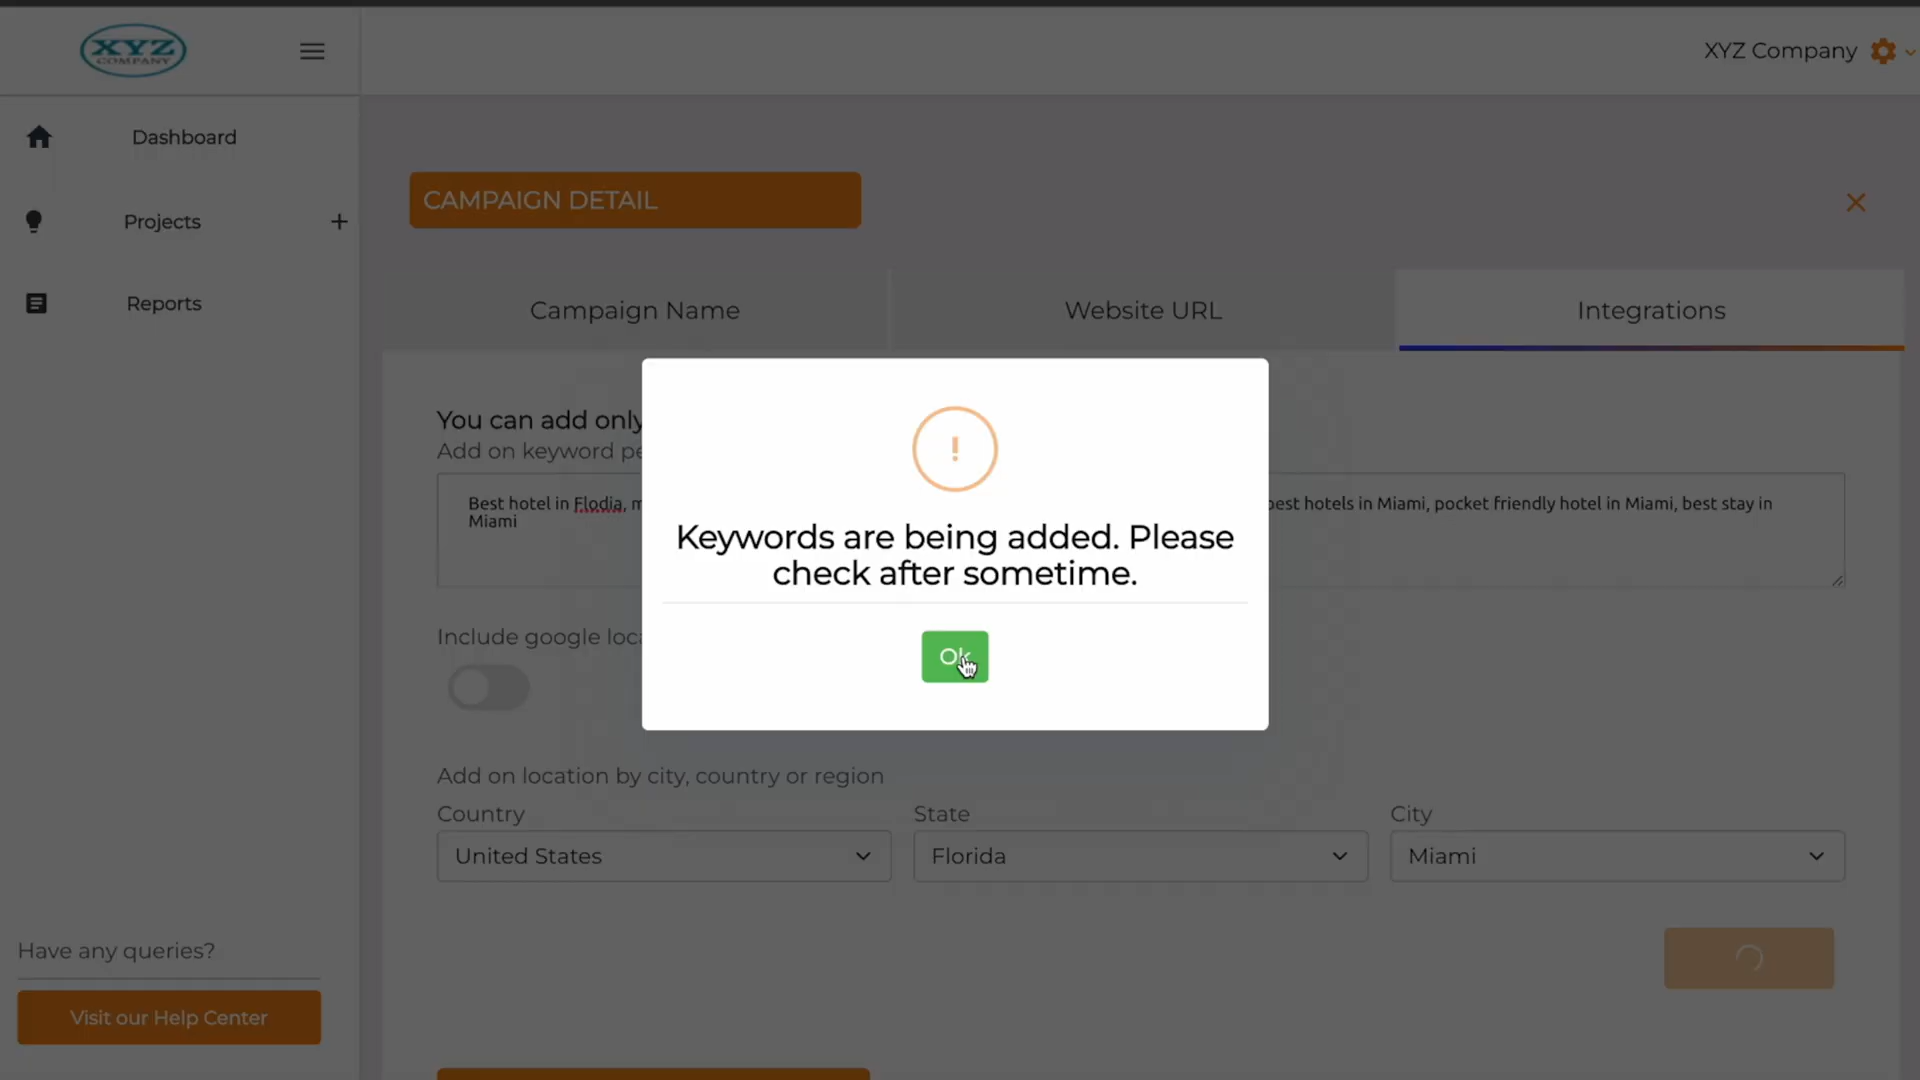 XYZ
COMPANY
XYZ Company
Dashboard
Projects
Reports
CAMPAIGN DETAIL
Campaign Name
Website URL
Integrations
You can add only
Add on keyword
Best hotel in Flodia,
best hotels in Miami, pocket friendly hotel in Miami, best stay in
Miami
!
Keywords are being added. Please
check after sometime.
Ok
Include google
Add on location by city, country or region
Country
State
City
United States
Florida
Miami
Have any queries?
Visit our Help Center